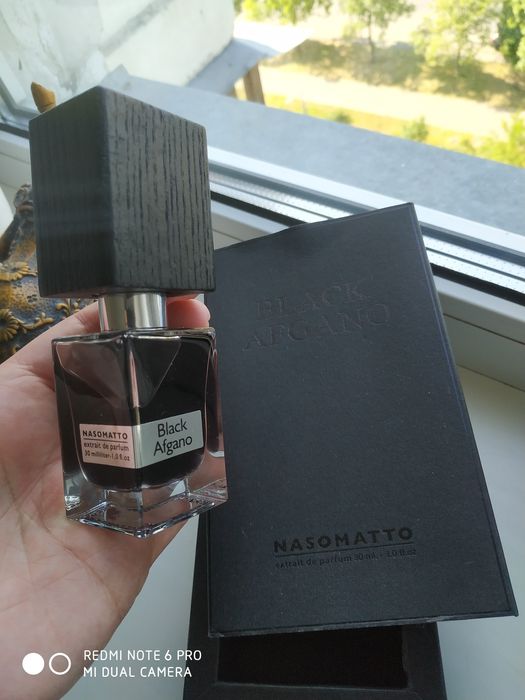 BLACK
AFGANO
NASOMATTO
extrait de parfum
30 milliliter-1,0 fl.oz
Black
Afgano
NASOMATTO
extrait de parfum 30 ml. - 1.0 fl.oz
REDMI NOTE 6 PRO
MI DUAL CAMERA